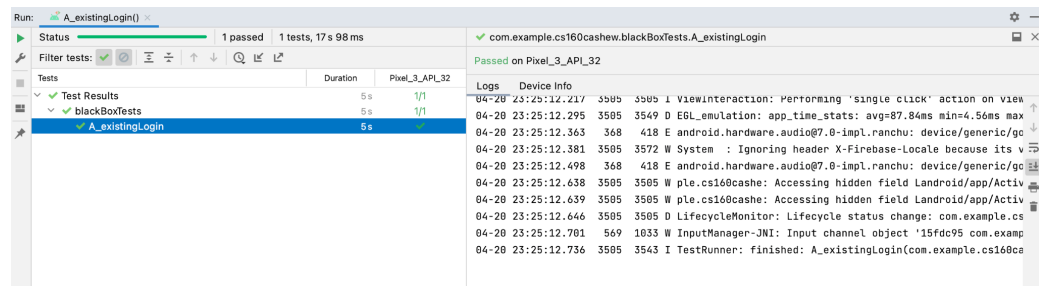 Run: A_existingLogin() ×
Status 1 passed 1 tests, 17 s 98 ms
Filter tests:
Tests Duration Pixel_3_API_32
Test Results 5 s 1/1
blackBoxTests 5 s 1/1
A_existingLogin 5 s
com.example.cs160cashew.blackBoxTests.A_existingLogin
Passed on Pixel_3_API_32
Logs Device Info
04-20 23:25:12.217 3505 3505 I ViewInteraction: Performing 'single click' action on view
04-20 23:25:12.295 3505 3549 D EGL_emulation: app_time_stats: avg=87.84ms min=4.56ms max
04-20 23:25:12.363 368 418 E android.hardware.audio@7.0-impl.ranchu: device/generic/go
04-20 23:25:12.381 3505 3572 W System : Ignoring header X-Firebase-Locale because its v
04-20 23:25:12.498 368 418 E android.hardware.audio@7.0-impl.ranchu: device/generic/go
04-20 23:25:12.638 3505 3505 W ple.cs160cashe: Accessing hidden field Landroid/app/Activ
04-20 23:25:12.639 3505 3505 W ple.cs160cashe: Accessing hidden field Landroid/app/Activ
04-20 23:25:12.646 3505 3505 D LifecycleMonitor: Lifecycle status change: com.example.cs
04-20 23:25:12.701 569 1033 W InputManager-JNI: Input channel object '15fdc95 com.examp
04-20 23:25:12.736 3505 3543 I TestRunner: finished: A_existingLogin(com.example.cs160ca